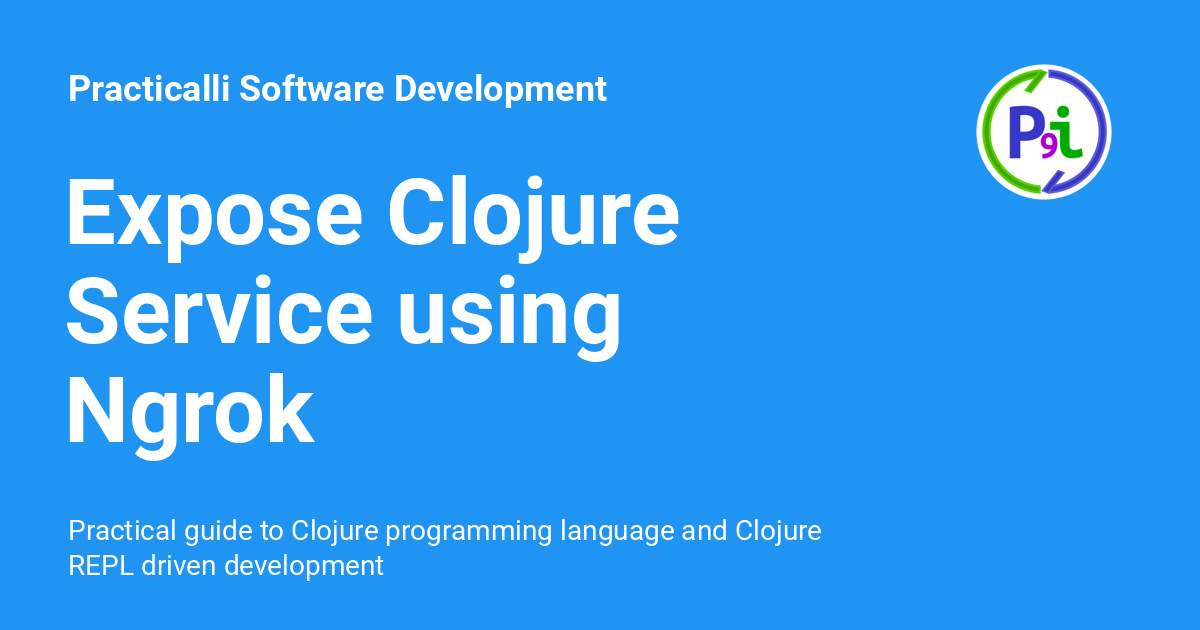 Practicalli Software Development
P9i
Expose Clojure
Service using
Ngrok
Practical guide to Clojure programming language and Clojure
REPL driven development